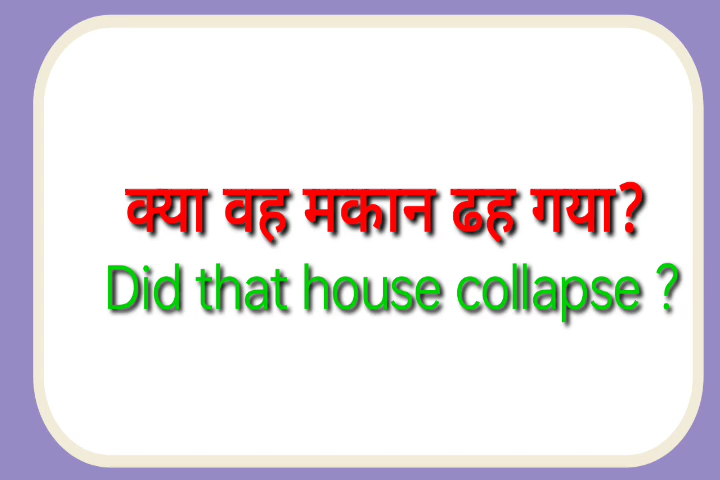 क्या वह मकान ढह गया?
Did that house collapse ?